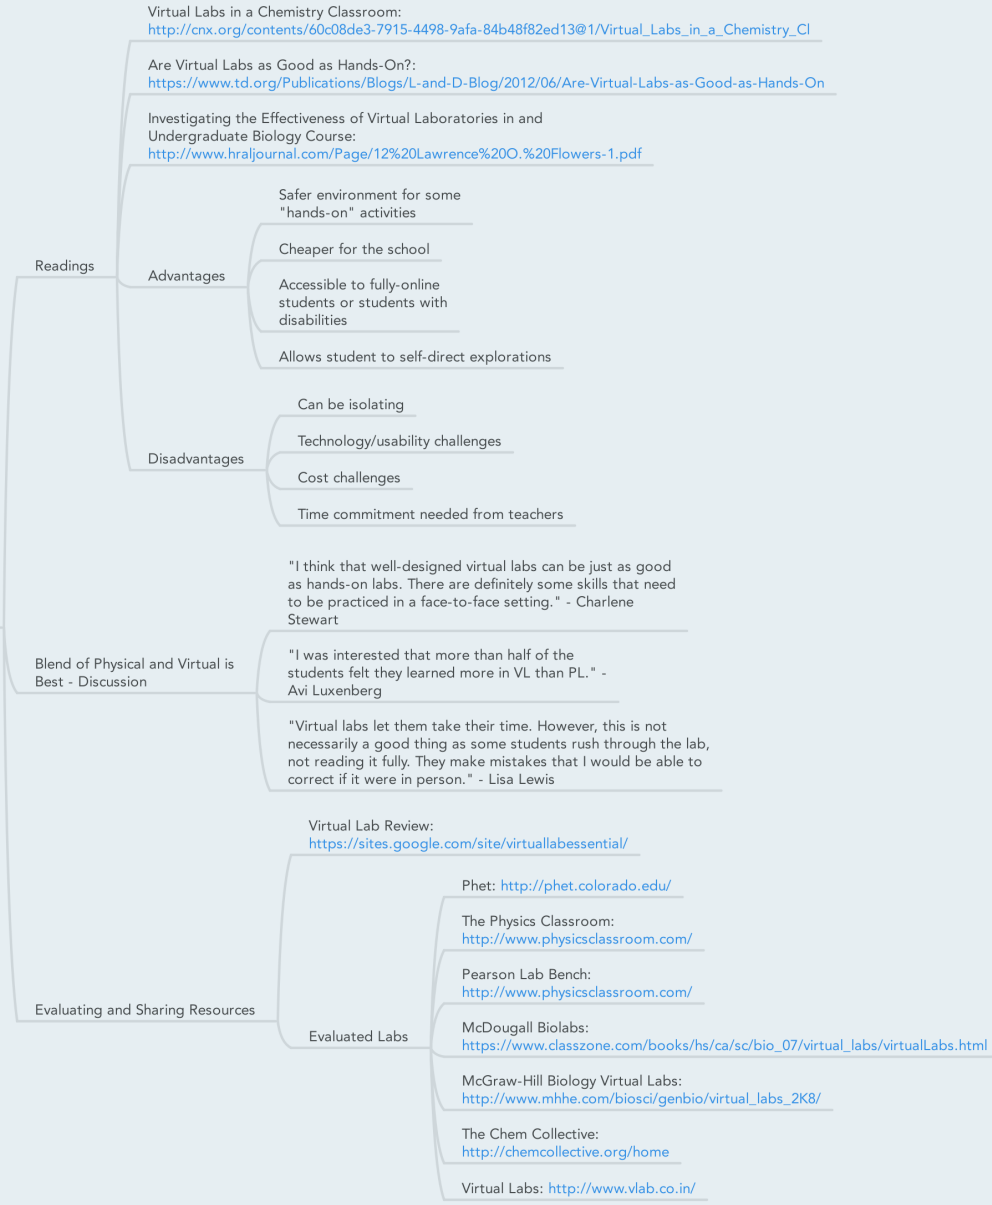 Virtual Labs in a Chemistry Classroom:
http://cnx.org/contents/60c08de3-7915-4498-9afa-84b48f82ed13@1/Virtual_Labs_in_a_Chemistry_Cl
Are Virtual Labs as Good as Hands-On?:
https://www.td.org/Publications/Blogs/L-and-D-Blog/2012/06/Are-Virtual-Labs-as-Good-as-Hands-On
Investigating the Effectiveness of Virtual Laboratories in and
Undergraduate Biology Course:
http://www.hraljournal.com/Page/12%20Lawrence%20O.%20Flowers-1.pdf
Readings
Advantages
Safer environment for some
"hands-on" activities
Cheaper for the school
Accessible to fully-online
students or students with
disabilities
Allows student to self-direct explorations
Disadvantages
Can be isolating
Technology/usability challenges
Cost challenges
Time commitment needed from teachers
Blend of Physical and Virtual is
Best - Discussion
"I think that well-designed virtual labs can be just as good
as hands-on labs. There are definitely some skills that need
to be practiced in a face-to-face setting." - Charlene
Stewart
"I was interested that more than half of the
students felt they learned more in VL than PL." -
Avi Luxenberg
"Virtual labs let them take their time. However, this is not
necessarily a good thing as some students rush through the lab,
not reading it fully. They make mistakes that I would be able to
correct if it were in person." - Lisa Lewis
Evaluating and Sharing Resources
Virtual Lab Review:
https://sites.google.com/site/virtuallabessential/
Evaluated Labs
Phet: http://phet.colorado.edu/
The Physics Classroom:
http://www.physicsclassroom.com/
Pearson Lab Bench:
http://www.physicsclassroom.com/
McDougall Biolabs:
https://www.classzone.com/books/hs/ca/sc/bio_07/virtual_labs/virtualLabs.html
McGraw-Hill Biology Virtual Labs:
http://www.mhhe.com/biosci/genbio/virtual_labs_2K8/
The Chem Collective:
http://chemcollective.org/home
Virtual Labs: http://www.vlab.co.in/